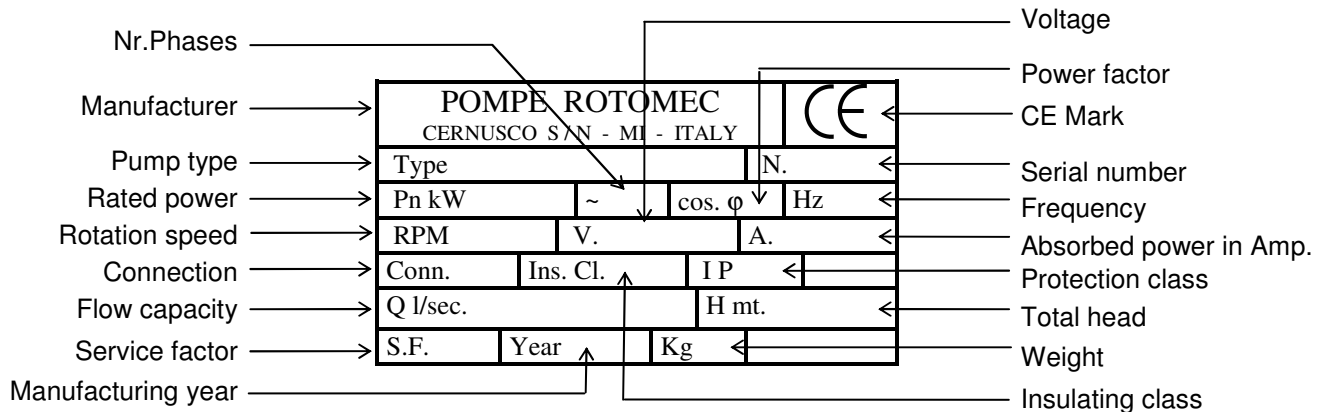 Nr.Phases
Manufacturer
Pump type
Rated power
Rotation speed
Connection
Flow capacity
Service factor
Manufacturing year
POMPE ROTOMEC CE
CERNUSCO S / N - MI - ITALY
Type N.
Pn kW ~ cos. φ Hz
RPM V. A.
Conn. Ins. Cl. I P
Q l/sec. H mt.
S.F. Year Kg
Voltage
Power factor
CE Mark
Serial number
Frequency
Absorbed power in Amp.
Protection class
Total head
Weight
Insulating class